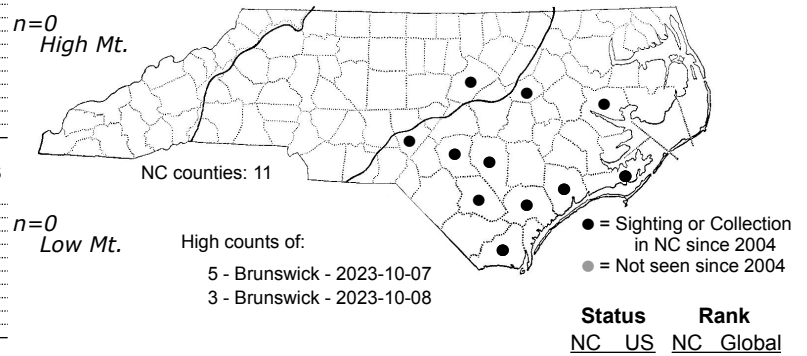 n=0
High Mt.
NC counties: 11
n=0
Low Mt.
High counts of:
5 - Brunswick - 2023-10-07
3 - Brunswick - 2023-10-08
= Sighting or Collection
in NC since 2004
= Not seen since 2004
Status Rank
NC US NC Global